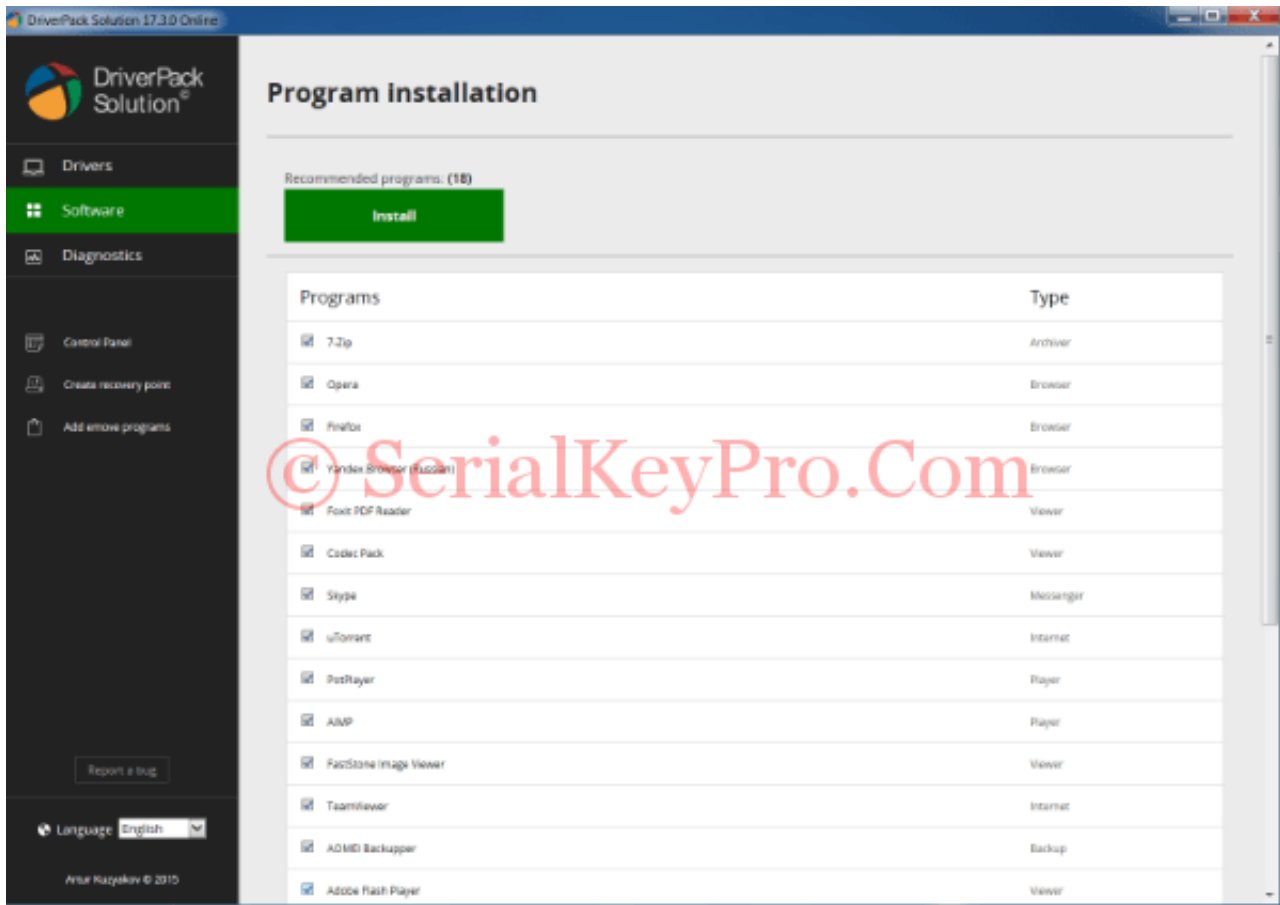 DriverPack Solution 17.3.0 Online
DriverPack
Solution©
Drivers
Software
Diagnostics
Control Panel
Create recovery point
Add emove programs
Report a bug
Language English
Artur Kuzyakov © 2015
Program installation
Recommended programs: (18)
Install
Programs Type
7-Zip Archiver
Opera Browser
Firefox Browser
Yandex.Browser (Russian) Browser
© SerialKeyPro.Com
Foxit PDF Reader Viewer
Codec Pack Viewer
Skype Messenger
uTorrent Internet
PotPlayer Player
AIMP Player
FastStone Image Viewer Viewer
TeamViewer Internet
AOMEI Backupper Backup
Adobe Flash Player Viewer